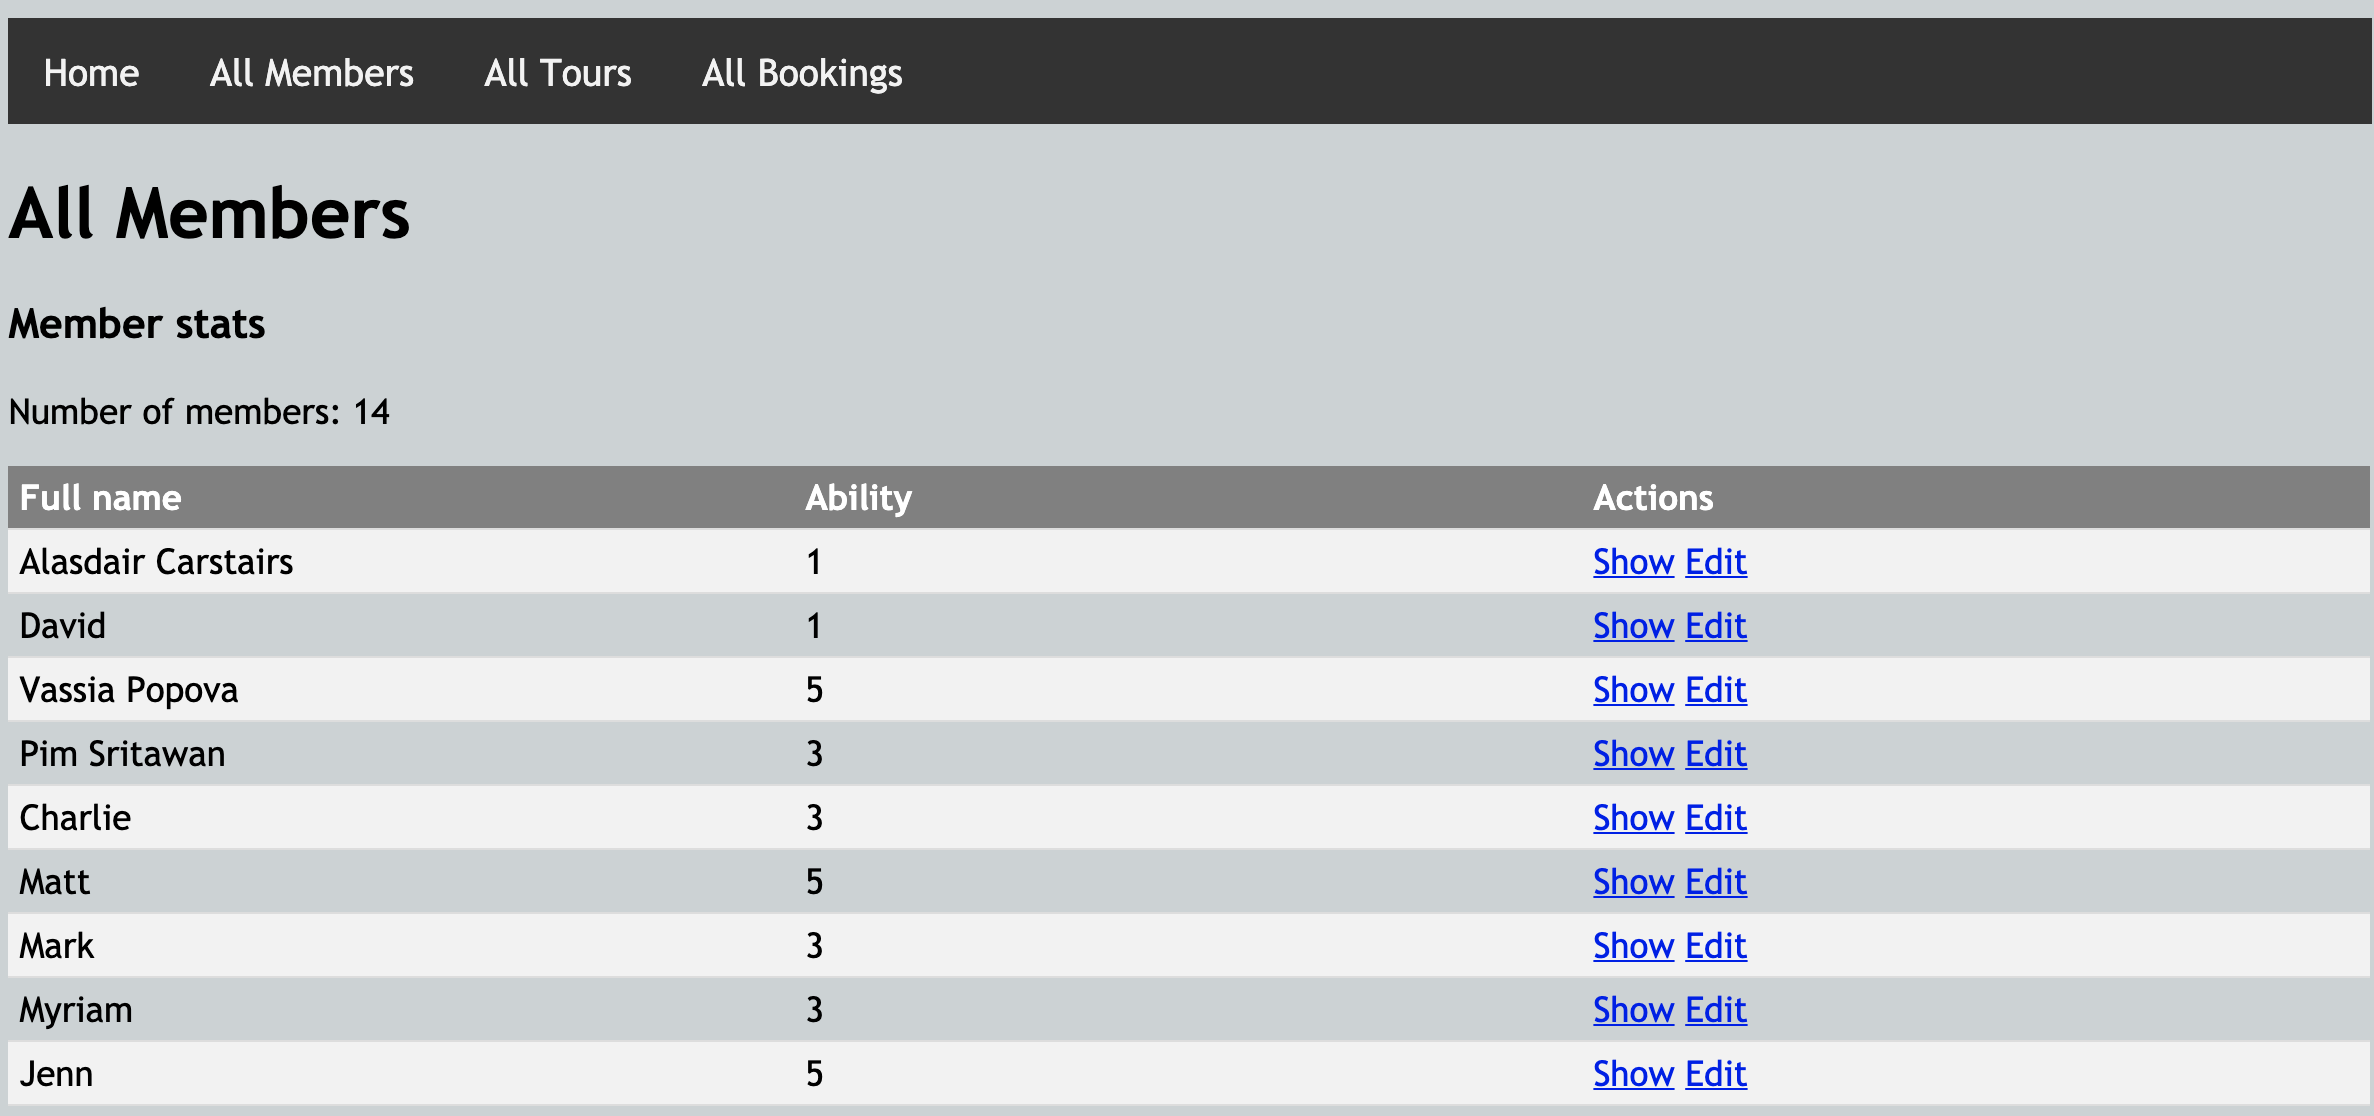 Home All Members All Tours All Bookings
All Members
Member stats
Number of members: 14
Full name Ability Actions
Alasdair Carstairs 1 Show Edit
David 1 Show Edit
Vassia Popova 5 Show Edit
Pim Sritawan 3 Show Edit
Charlie 3 Show Edit
Matt 5 Show Edit
Mark 3 Show Edit
Myriam 3 Show Edit
Jenn 5 Show Edit